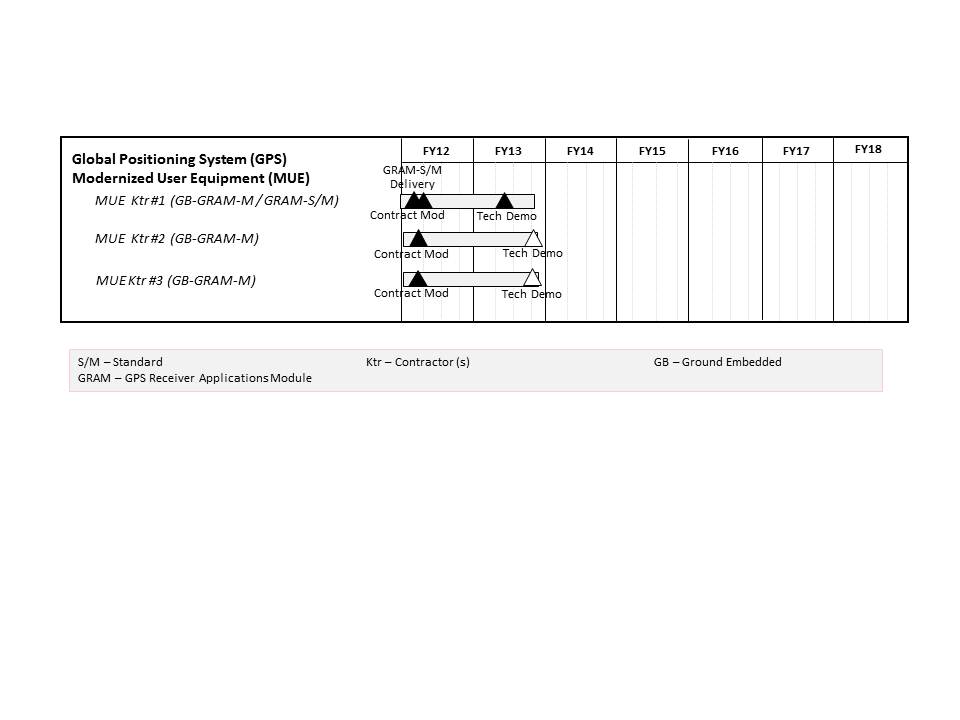 FY12 FY13 FY14 FY15 FY16 FY17 FY18
Global Positioning System (GPS)
Modernized User Equipment (MUE)
GRAM-S/M
Delivery
MUE Ktr #1 (GB-GRAM-M / GRAM-S/M)
Contract Mod Tech Demo
MUE Ktr #2 (GB-GRAM-M)
Contract Mod Tech Demo
MUE Ktr #3 (GB-GRAM-M)
Contract Mod Tech Demo
S/M – Standard Ktr – Contractor (s) GB – Ground Embedded
GRAM – GPS Receiver Applications Module